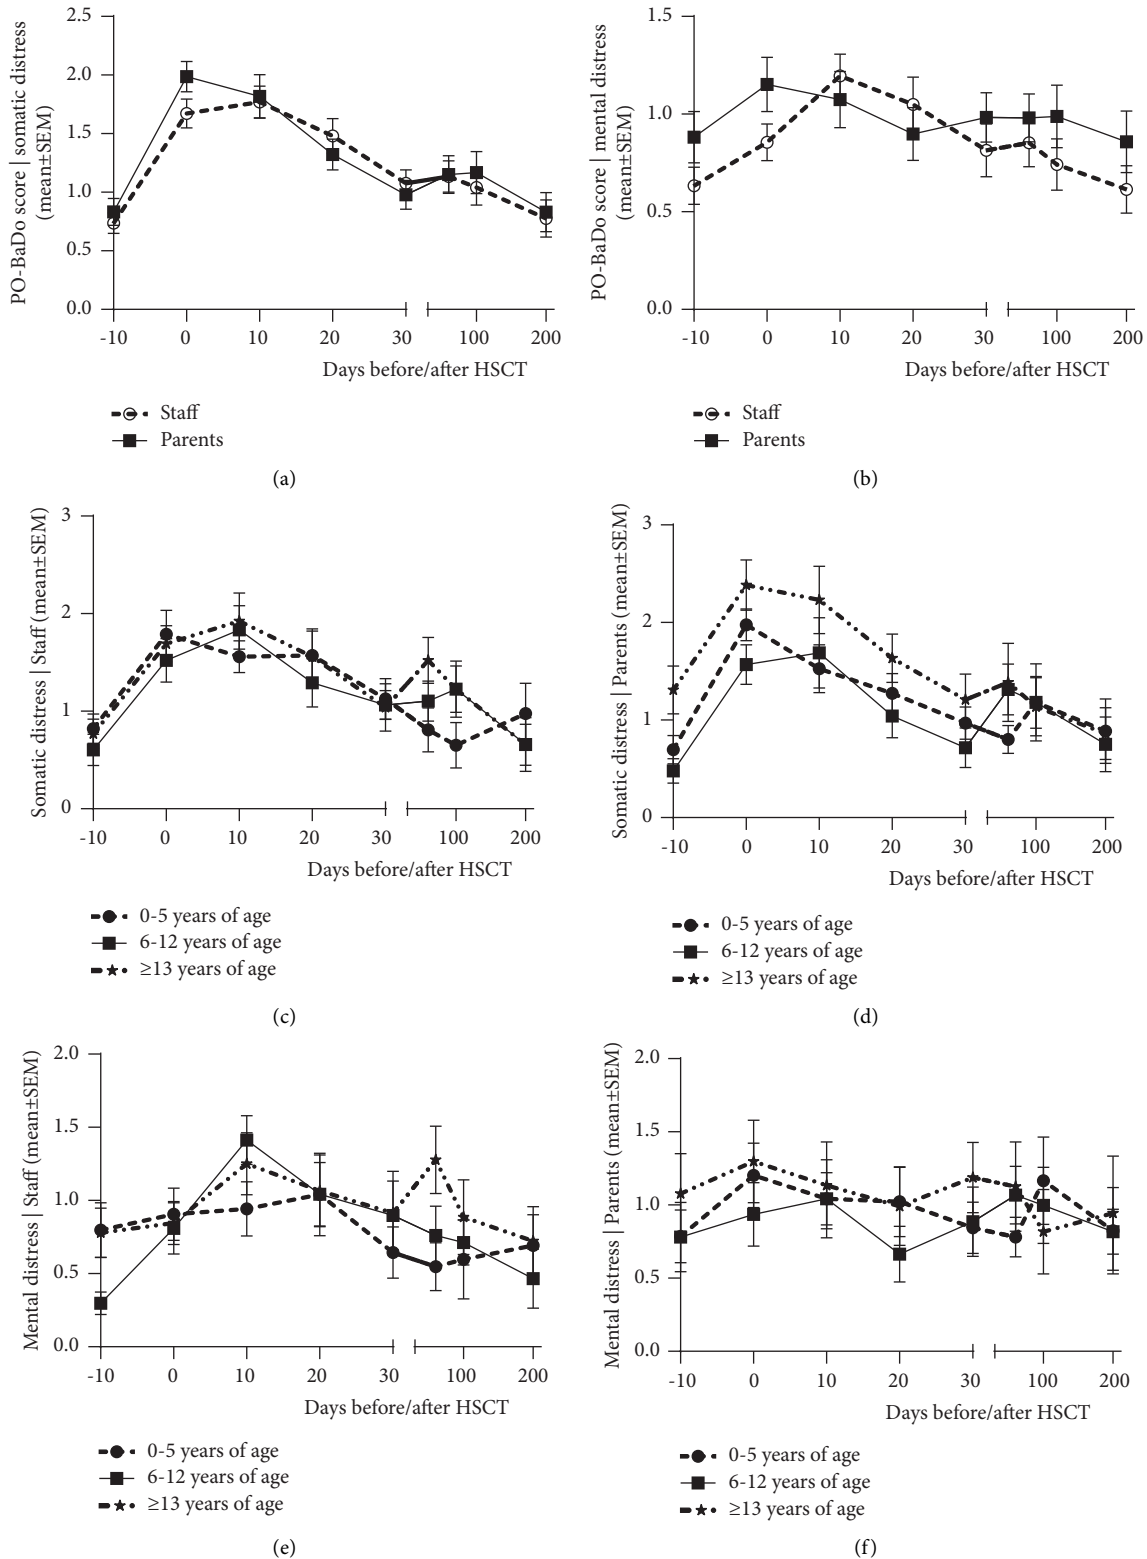 PO-BaDo score | somatic distress
(mean±SEM)
2.5
2.0
1.5
1.0
0.5
0.0
-10 0 10 20 30 100 200
Days before/after HSCT
Staff
Parents
(a)
PO-BaDo score | mental distress
(mean±SEM)
1.5
1.0
0.5
0.0
-10 0 10 20 30 100 200
Days before/after HSCT
Staff
Parents
(b)
Somatic distress | Staff (mean±SEM)
3
2
1
0
-10 0 10 20 30 100 200
Days before/after HSCT
0-5 years of age
6-12 years of age
≥13 years of age
(c)
Somatic distress | Parents (mean±SEM)
3
2
1
0
-10 0 10 20 30 100 200
Days before/after HSCT
0-5 years of age
6-12 years of age
≥13 years of age
(d)
Mental distress | Staff (mean±SEM)
2.0
1.5
1.0
0.5
0.0
-10 0 10 20 30 100 200
Days before/after HSCT
0-5 years of age
6-12 years of age
≥13 years of age
(e)
Mental distress | Parents (mean±SEM)
2.0
1.5
1.0
0.5
0.0
-10 0 10 20 30 100 200
Days before/after HSCT
0-5 years of age
6-12 years of age
≥13 years of age
(f)